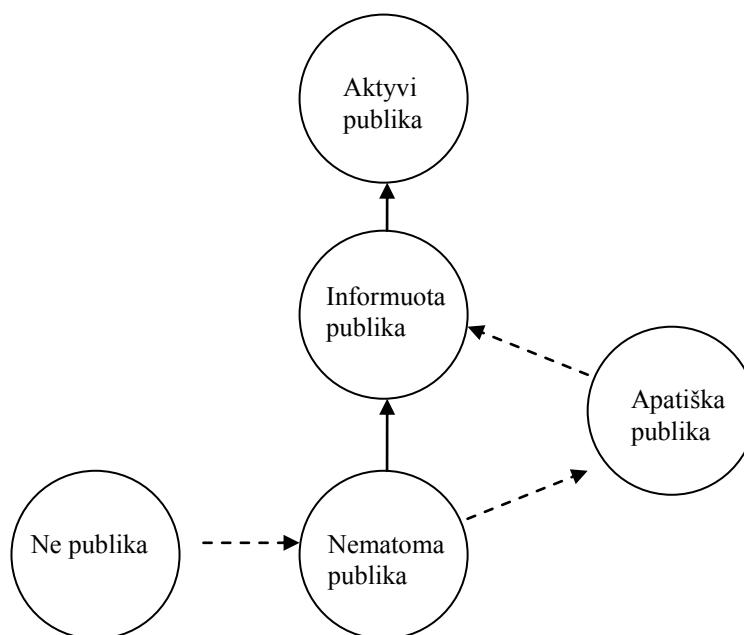 Aktyvi
publika
Informuota
publika
Apatiška
publika
Ne publika
Nematoma
publika